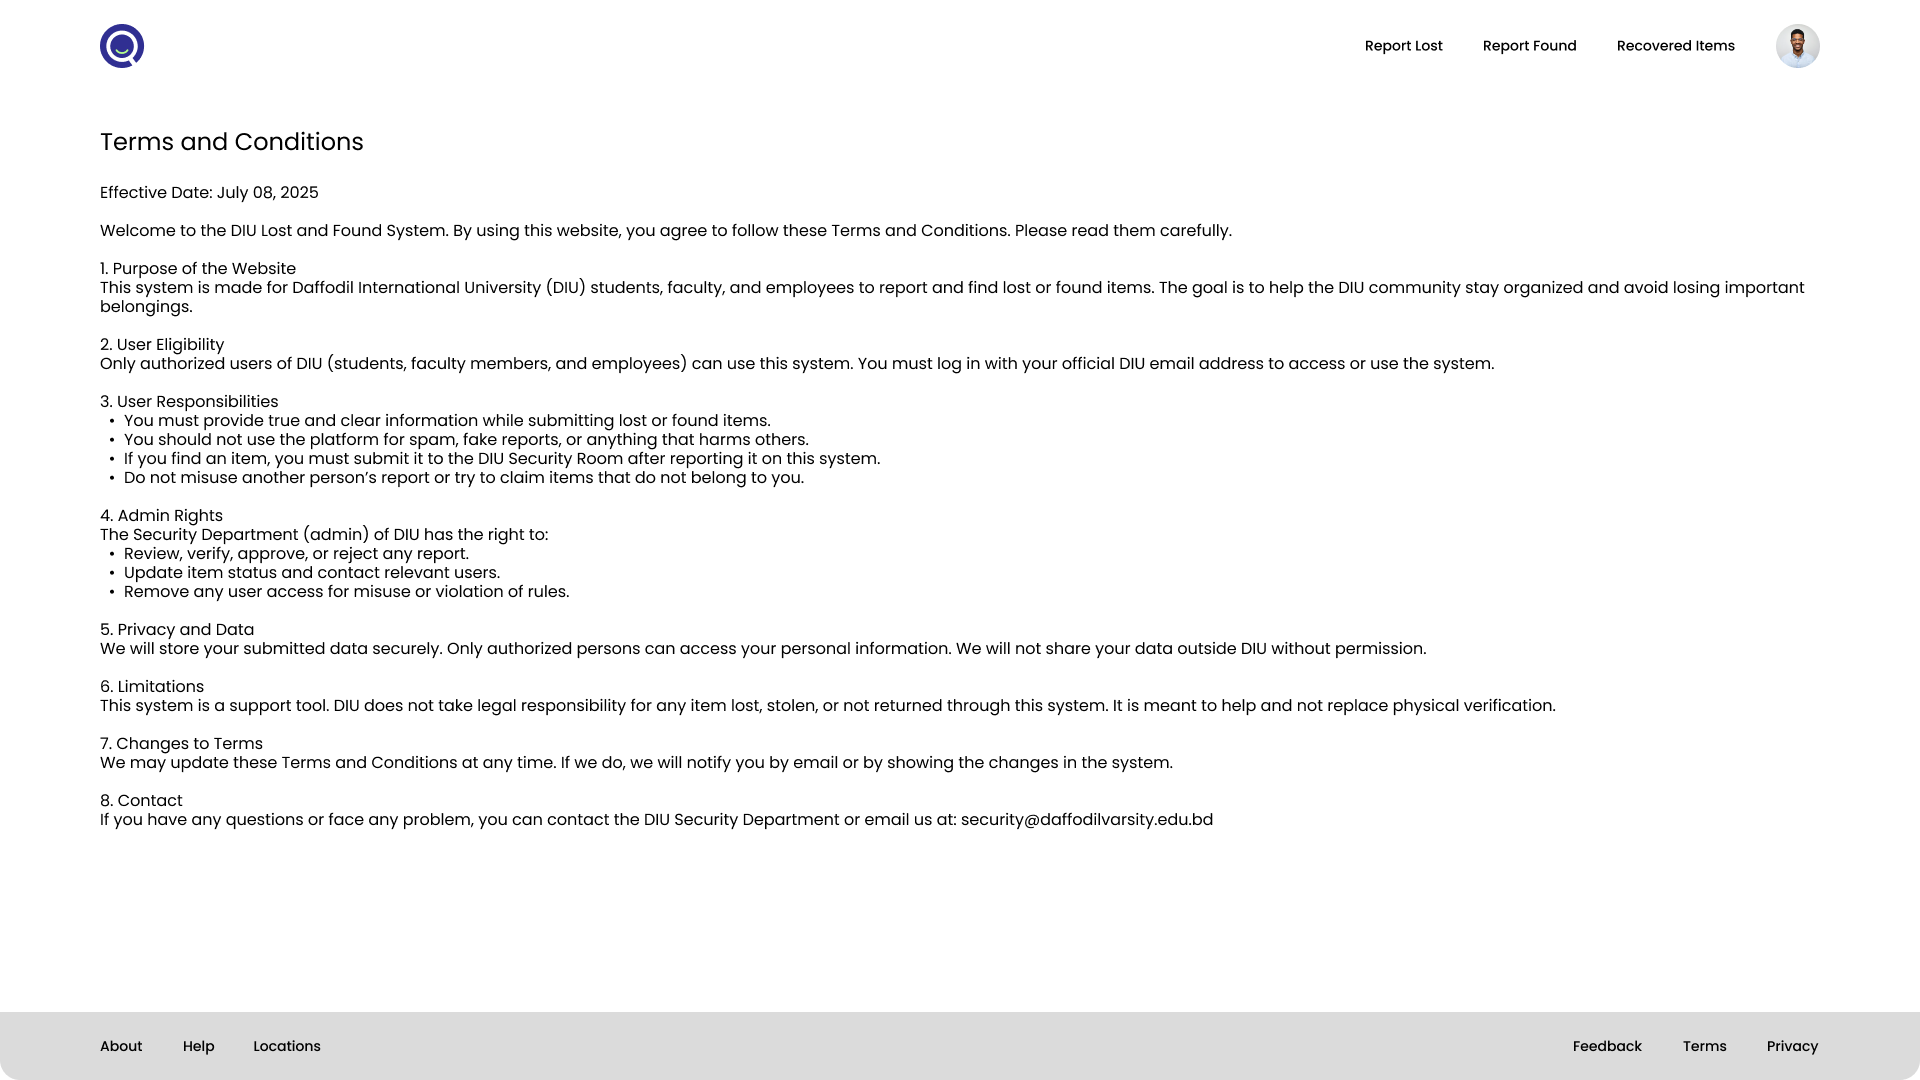 Report Lost Report Found Recovered Items
Terms and Conditions
Effective Date: July 08, 2025
Welcome to the DIU Lost and Found System. By using this website, you agree to follow these Terms and Conditions. Please read them carefully.
1. Purpose of the Website
This system is made for Daffodil International University (DIU) students, faculty, and employees to report and find lost or found items. The goal is to help the DIU community stay organized and avoid losing important
belongings.
2. User Eligibility
Only authorized users of DIU (students, faculty members, and employees) can use this system. You must log in with your official DIU email address to access or use the system.
3. User Responsibilities
• You must provide true and clear information while submitting lost or found items.
• You should not use the platform for spam, fake reports, or anything that harms others.
• If you find an item, you must submit it to the DIU Security Room after reporting it on this system.
• Do not misuse another person’s report or try to claim items that do not belong to you.
4. Admin Rights
The Security Department (admin) of DIU has the right to:
• Review, verify, approve, or reject any report.
• Update item status and contact relevant users.
• Remove any user access for misuse or violation of rules.
5. Privacy and Data
We will store your submitted data securely. Only authorized persons can access your personal information. We will not share your data outside DIU without permission.
6. Limitations
This system is a support tool. DIU does not take legal responsibility for any item lost, stolen, or not returned through this system. It is meant to help and not replace physical verification.
7. Changes to Terms
We may update these Terms and Conditions at any time. If we do, we will notify you by email or by showing the changes in the system.
8. Contact
If you have any questions or face any problem, you can contact the DIU Security Department or email us at: security@daffodilvarsity.edu.bd
About Help Locations Feedback Terms Privacy